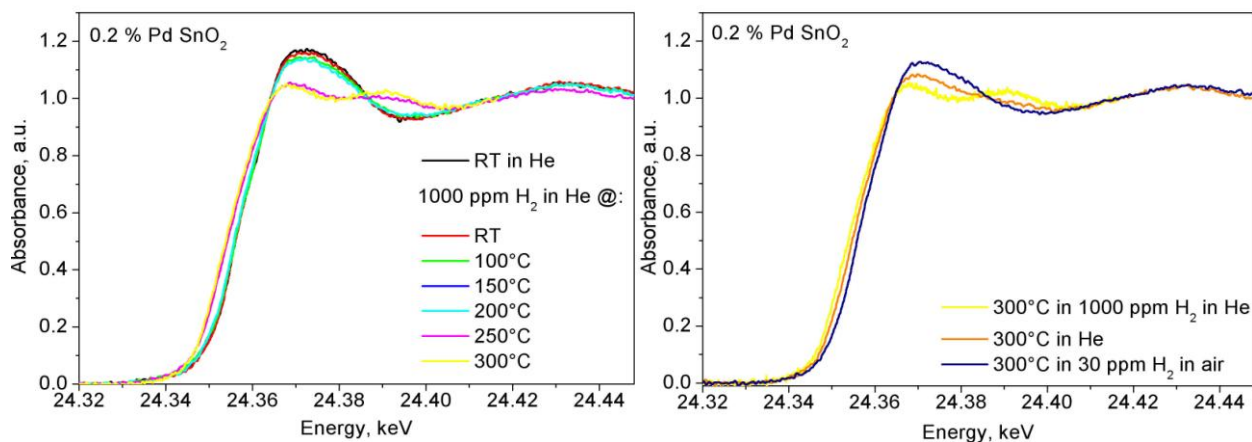 0.2 % Pd SnO₂
1.2
1.0
0.8
0.6
0.4
0.2
0.0
Absorbance, a.u.
RT in He
1000 ppm H₂ in He @:
RT
100°C
150°C
200°C
250°C
300°C
24.32 24.34 24.36 24.38 24.40 24.42 24.44
Energy, keV
0.2 % Pd SnO₂
1.2
1.0
0.8
0.6
0.4
0.2
0.0
Absorbance, a.u.
300°C in 1000 ppm H₂ in He
300°C in He
300°C in 30 ppm H₂ in air
24.32 24.34 24.36 24.38 24.40 24.42 24.44
Energy, keV